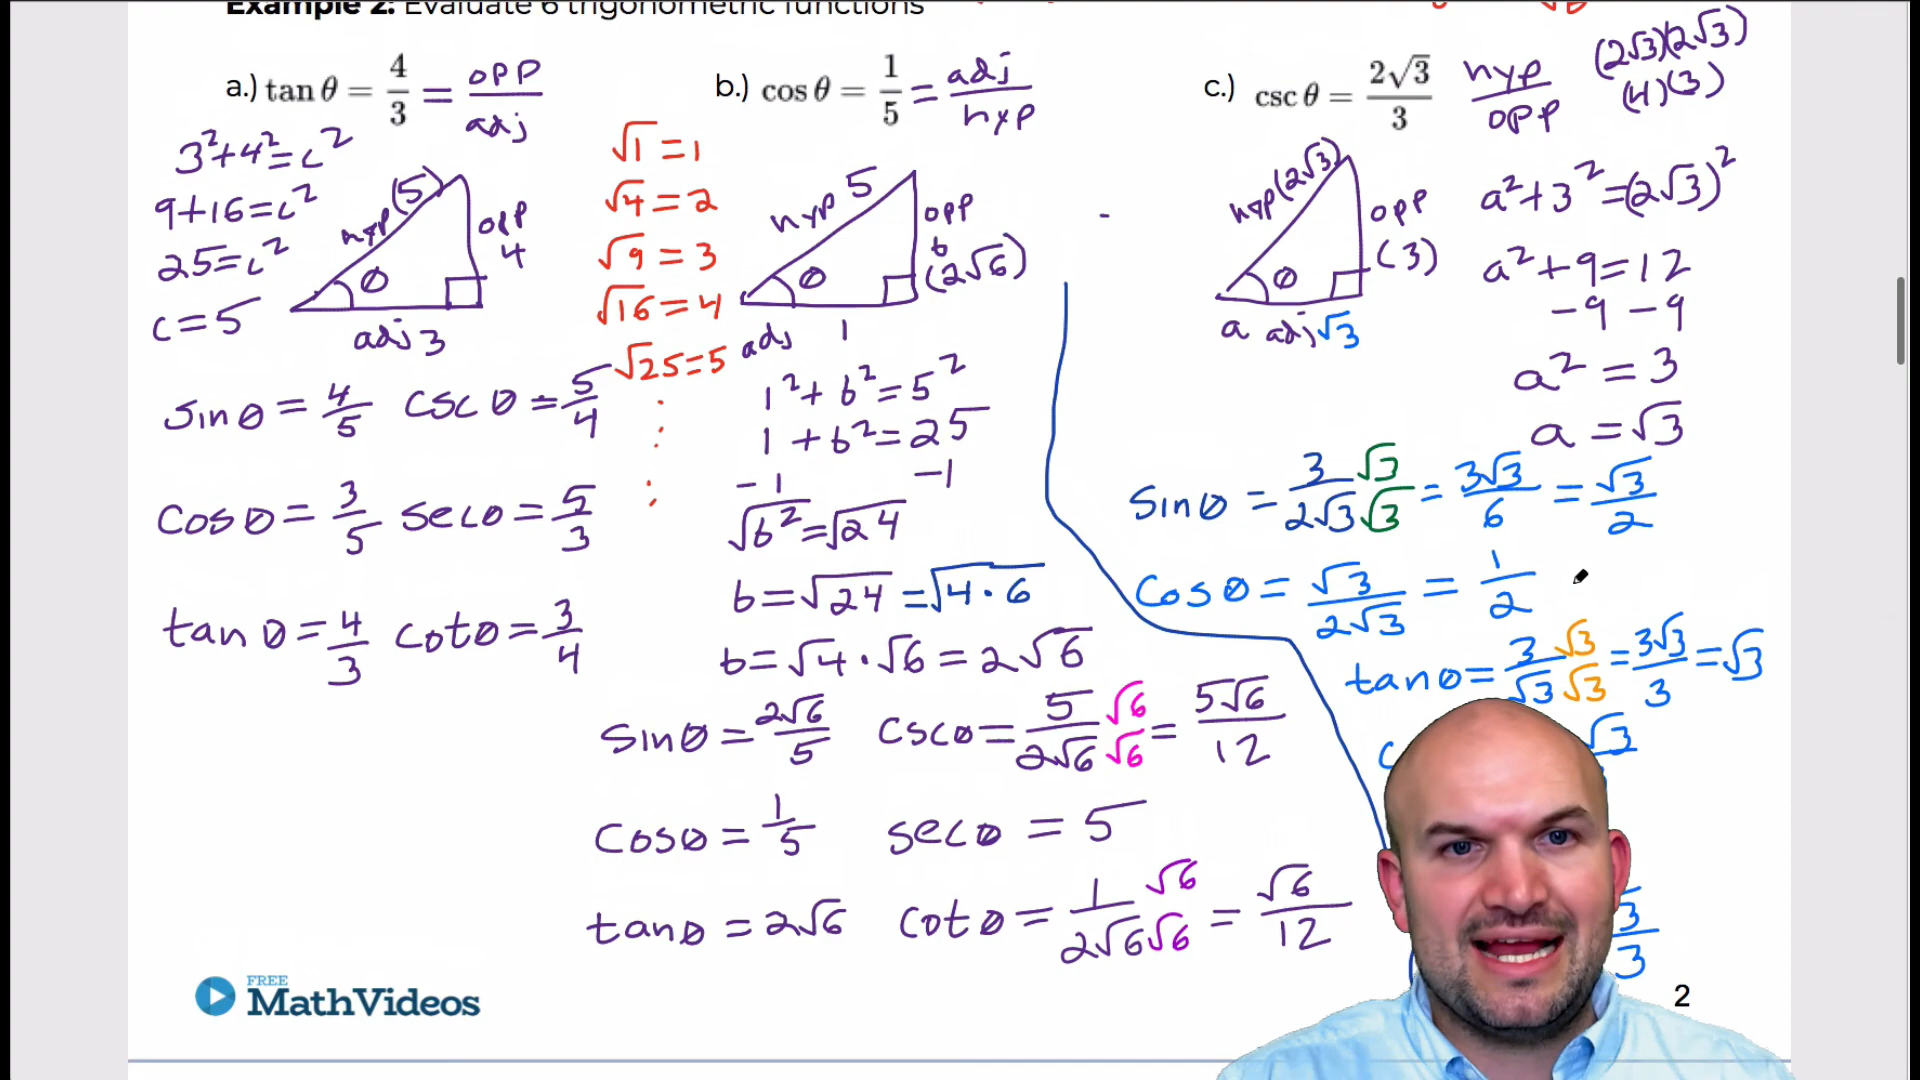 Example 2: Evaluate 6 trigonometric functions
a.) tan θ = 4/3 = opp/adj
3² + 4² = c²
9 + 16 = c²
25 = c²
c = 5
hyp (5)
opp 4
θ
adj 3
sin θ = 4/5 csc θ = 5/4
cos θ = 3/5 sec θ = 5/3
tan θ = 4/3 cot θ = 3/4
√1 = 1
√4 = 2
√9 = 3
√16 = 4
√25 = 5
b.) cos θ = 1/5 = adj/hyp
hyp 5
opp
b
(2√6)
θ
adj 1
1² + b² = 5²
1 + b² = 25
-1 -1
√b² = √24
b = √24 = √4·6
b = √4 · √6 = 2√6
sin θ = 2√6/5 csc θ = 5/2√6 √6/√6 = 5√6/12
cos θ = 1/5 sec θ = 5
tan θ = 2√6 cot θ = 1/2√6 √6/√6 = √6/12
c.) csc θ = 2√3/3 hyp/opp
(2√3)(2√3)
(4)(3)
hyp (2√3)
opp
(3)
θ
a adj √3
a² + 3² = (2√3)²
a² + 9 = 12
-9 -9
a² = 3
a = √3
sin θ = 3/2√3 √3/√3 = 3√3/6 = √3/2
cos θ = √3/2√3 = 1/2
tan θ = 3/√3 √3/√3 = 3√3/3 = √3
FREE
MathVideos
2